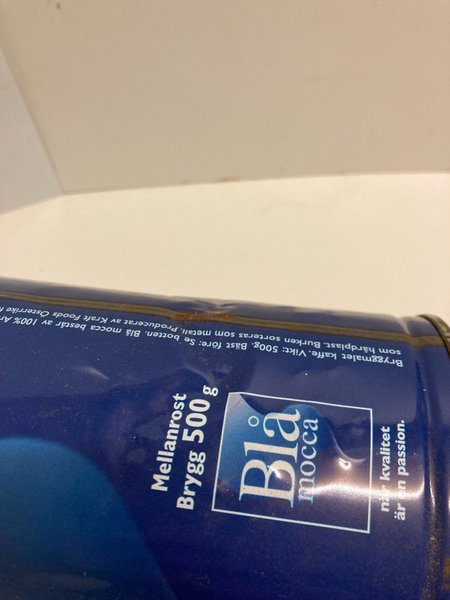 Bryggmalet kaffe. Vikt: 500g. Bäst före: Se botten. Blå mocca består av 100%
som hårdplast. Burken sorteras som metall. Producerat av Kraft Foods Österrike
Mellanrost
Brygg 500 g
Blå
mocca
när kvalitet
är en passion.